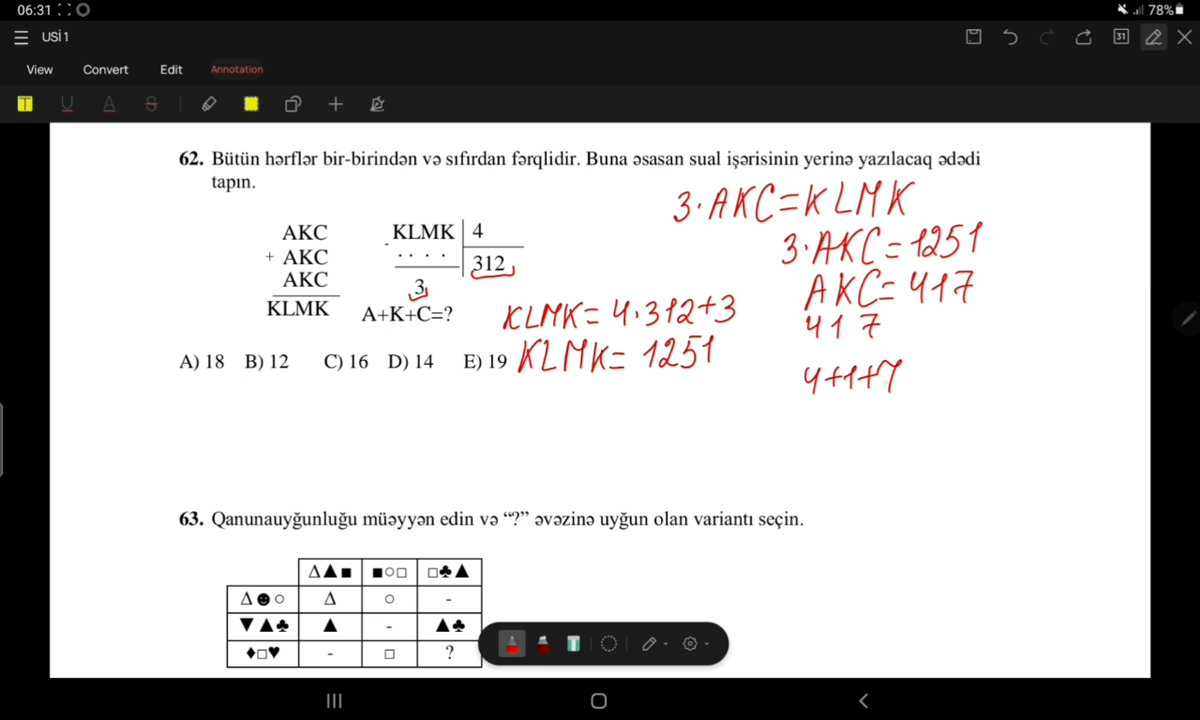 06:31
78%
USİ 1
31
View Convert Edit Annotation
T U A S
62. Bütün hərflər bir-birindən və sıfırdan fərqlidir. Buna əsasən sual işərisinin yerinə yazılacaq ədədi
tapın.
3·AKC=KLMK
AKC KLMK 4
3·AKC=1251
+ AKC - . . . . 312
AKC 3
AKC=417
KLMK A+K+C=?
KLMK=4·312+3
417
A) 18 B) 12 C) 16 D) 14 E) 19
KLMK=1251
4+1+7
63. Qanunauyğunluğu müəyyən edin və “?” əvəzinə uyğun olan variantı seçin.
∆▲■ ■○□ □♣▲
∆☻○ ∆ ○ -
▼▲♣ ▲ - ▲♣
♦□♥ - □ ?